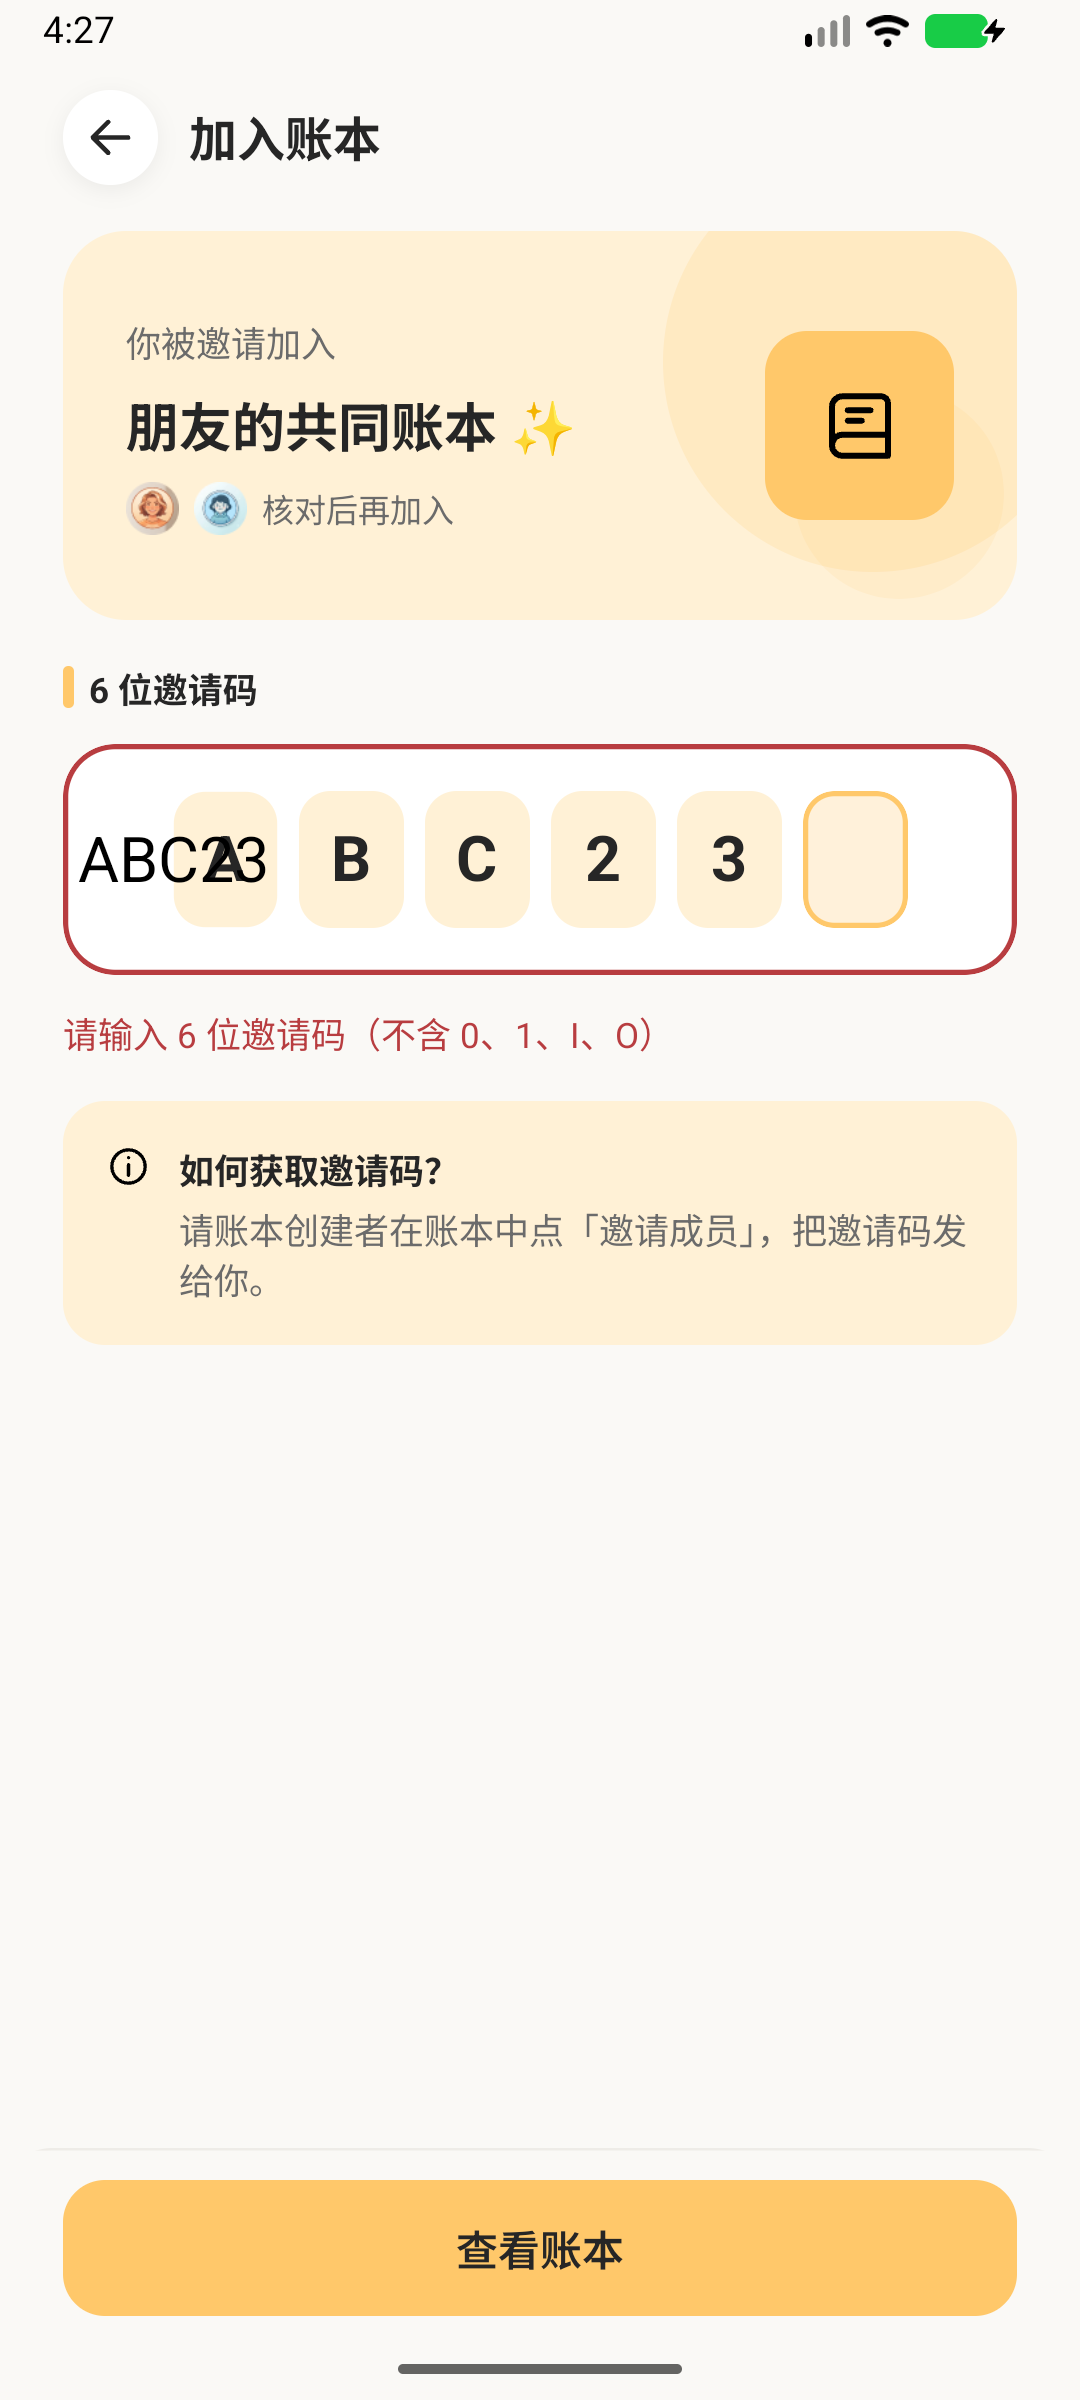 4:27
加入账本
你被邀请加入
朋友的共同账本 ✨
核对后再加入
6 位邀请码
ABC23
A B C 2 3
请输入 6 位邀请码（不含 0、1、I、O）
如何获取邀请码？
请账本创建者在账本中点「邀请成员」，把邀请码发
给你。
查看账本